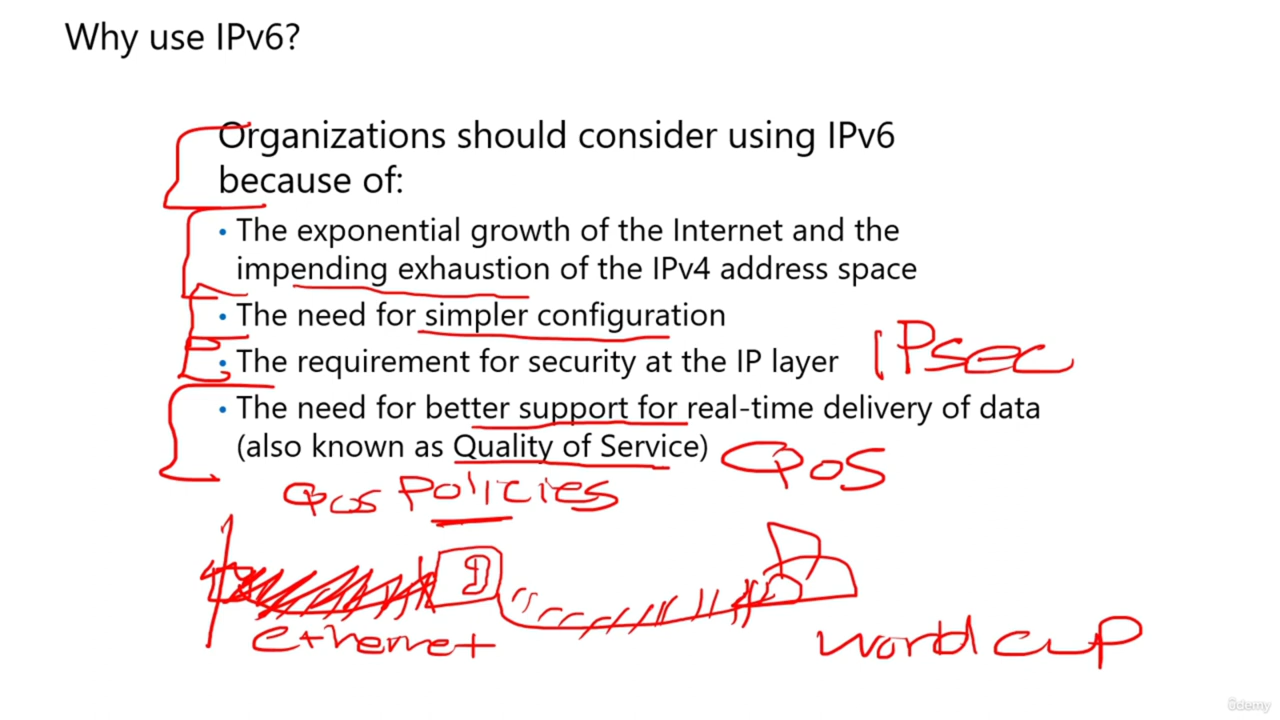 Why use IPv6?
Organizations should consider using IPv6
because of:
• The exponential growth of the Internet and the
impending exhaustion of the IPv4 address space
• The need for simpler configuration
• The requirement for security at the IP layer
IPsec
• The need for better support for real-time delivery of data
(also known as Quality of Service)
QoS
QoS Policies
ethernet
world cup
ûdemy